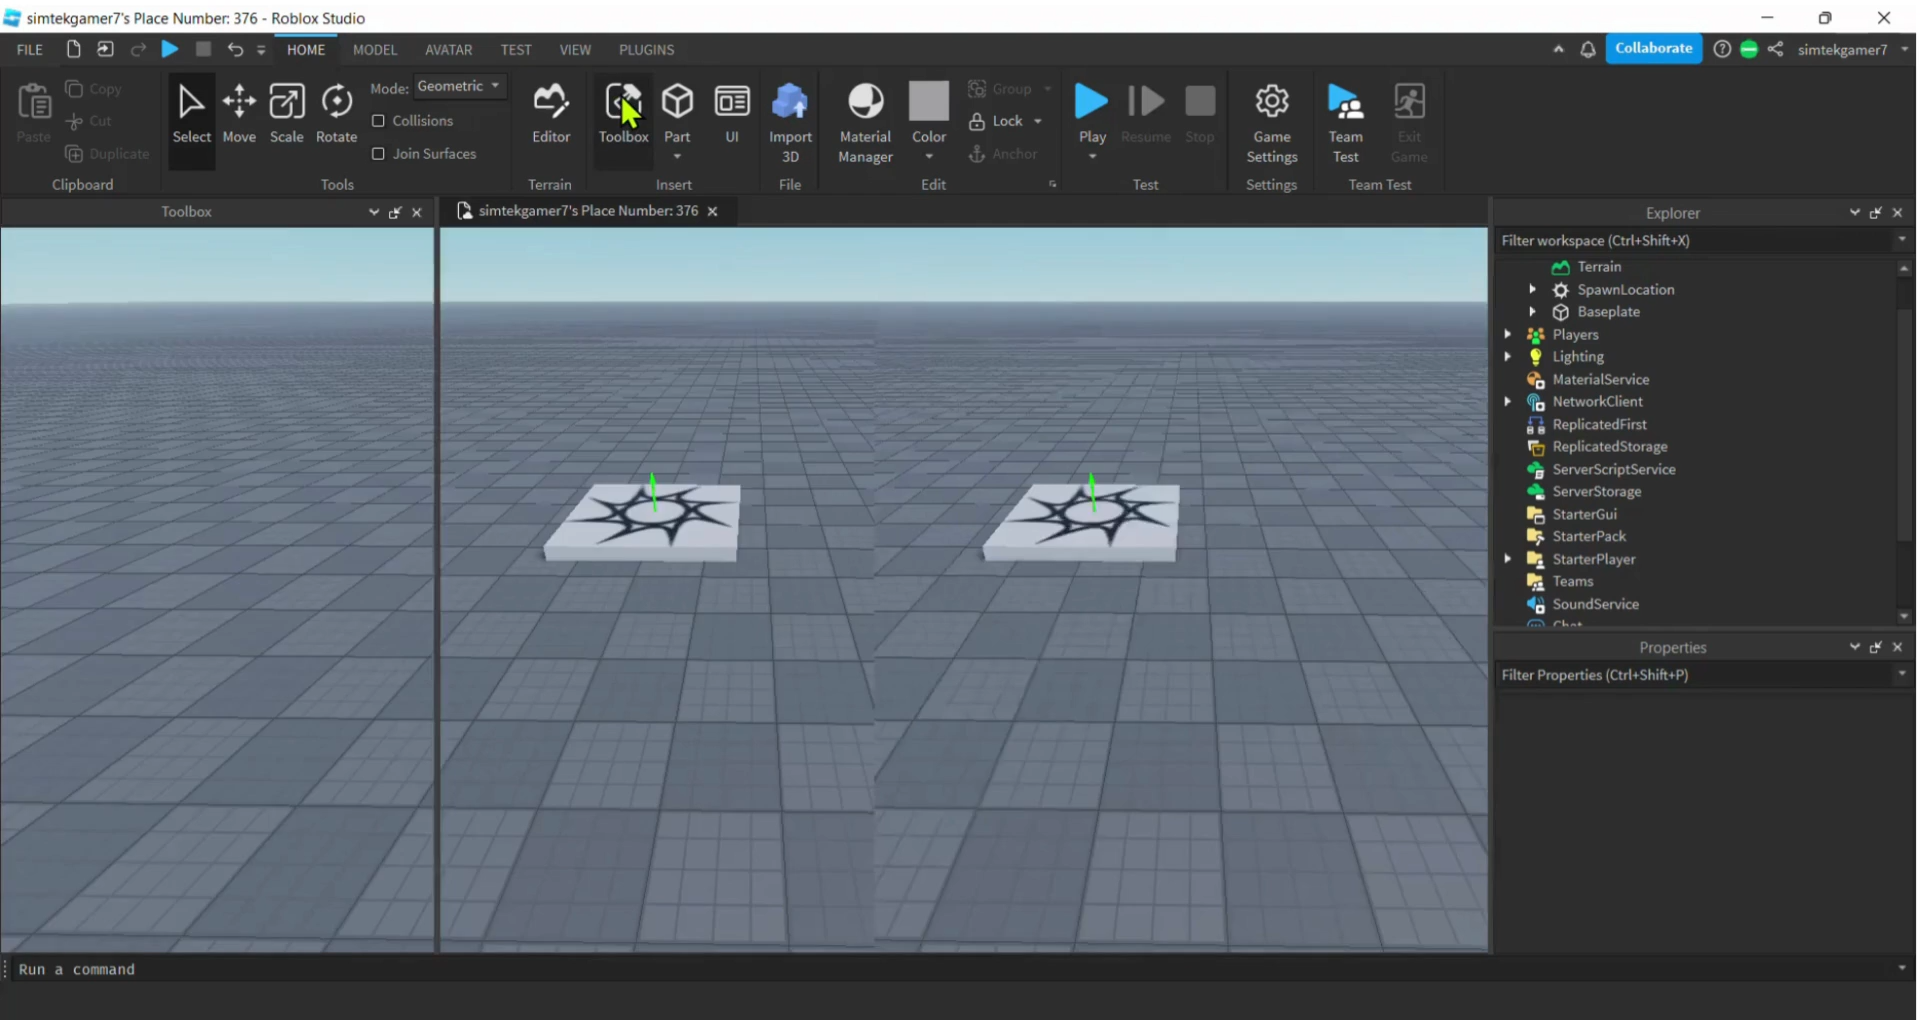 simtekgamer7's Place Number: 376 - Roblox Studio
FILE HOME MODEL AVATAR TEST VIEW PLUGINS Collaborate simtekgamer7
Paste Copy Cut Duplicate
Clipboard
Select Move Scale Rotate
Mode: Geometric
Collisions
Join Surfaces
Tools
Editor
Terrain
Toolbox Part UI
Insert
Import
3D
File
Material
Manager
Color
Group
Lock
Anchor
Edit
Play Resume Stop
Test
Game
Settings
Settings
Team
Test
Exit
Game
Team Test
Toolbox
simtekgamer7's Place Number: 376
Explorer
Filter workspace (Ctrl+Shift+X)
Terrain
SpawnLocation
Baseplate
Players
Lighting
MaterialService
NetworkClient
ReplicatedFirst
ReplicatedStorage
ServerScriptService
ServerStorage
StarterGui
StarterPack
StarterPlayer
Teams
SoundService
Chat
Properties
Filter Properties (Ctrl+Shift+P)
Run a command